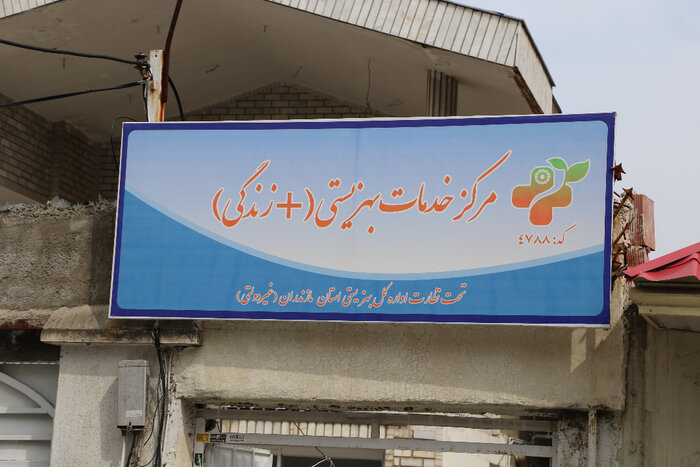 مرکز خدمات بهزیستی (+ زندگی)
کد: ۴۷۸۸
تحت نظارت اداره کل بهزیستی استان مازندران (غیردولتی)